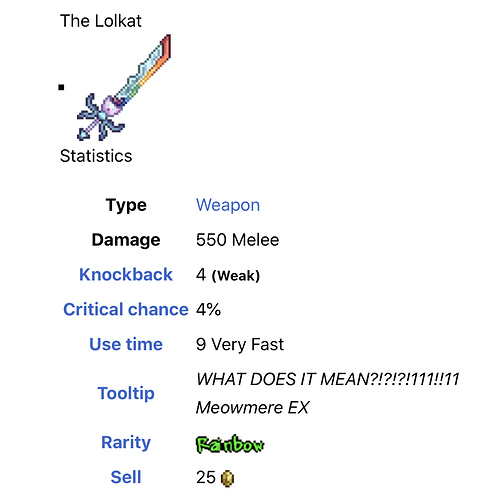 The Lolkat
Statistics
Type Weapon
Damage 550 Melee
Knockback 4 (Weak)
Critical chance 4%
Use time 9 Very Fast
Tooltip WHAT DOES IT MEAN?!?!?!111!!11
Meowmere EX
Rarity Rainbow
Sell 25